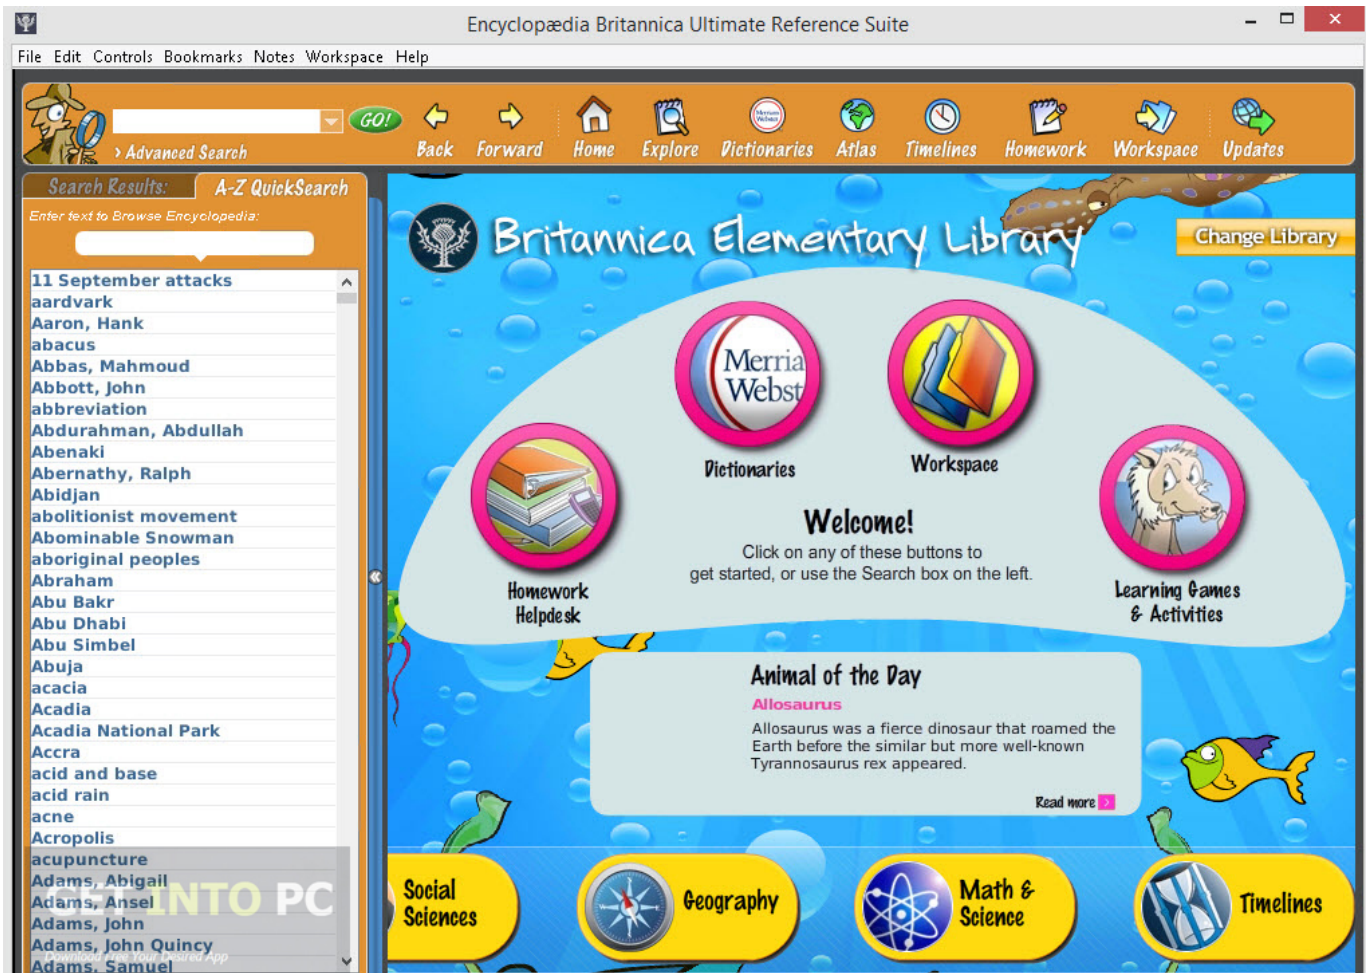 Encyclopædia Britannica Ultimate Reference Suite
File Edit Controls Bookmarks Notes Workspace Help
GO!
› Advanced Search
Back Forward Home Explore Dictionaries Atlas Timelines Homework Workspace Updates
Search Results: A-Z QuickSearch
Enter text to Browse Encyclopedia:
11 September attacks
aardvark
Aaron, Hank
abacus
Abbas, Mahmoud
Abbott, John
abbreviation
Abdurahman, Abdullah
Abenaki
Abernathy, Ralph
Abidjan
abolitionist movement
Abominable Snowman
aboriginal peoples
Abraham
Abu Bakr
Abu Dhabi
Abu Simbel
Abuja
acacia
Acadia
Acadia National Park
Accra
acid and base
acid rain
acne
Acropolis
acupuncture
Adams, Abigail
Adams, Ansel
Adams, John
Adams, John Quincy
Adams, Samuel
GET INTO PC
Download Free Your Desired App
Britannica Elementary Library
Change Library
Merria
Webst
Dictionaries
Workspace
Homework
Helpdesk
Learning Games
& Activities
Welcome!
Click on any of these buttons to
get started, or use the Search box on the left.
Animal of the Day
Allosaurus
Allosaurus was a fierce dinosaur that roamed the
Earth before the similar but more well-known
Tyrannosaurus rex appeared.
Read more
Social
Sciences
Geography
Math &
Science
Timelines